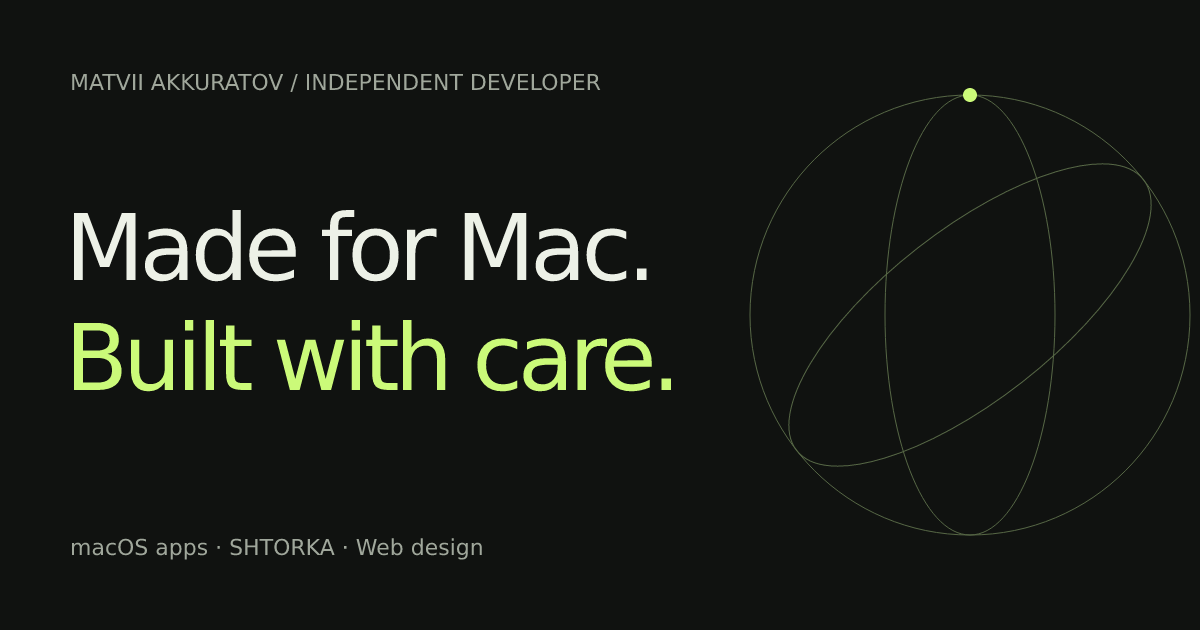 MATVII AKKURATOV / INDEPENDENT DEVELOPER
Made for Mac.
Built with care.
macOS apps · SHTORKA · Web design